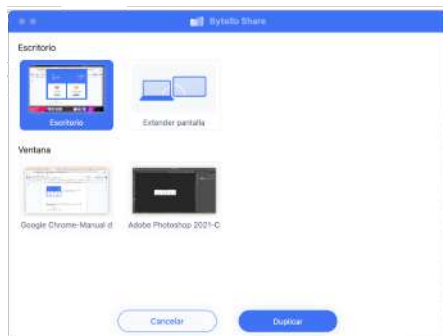 Bytello Share
Escritorio
Escritorio
Extender pantalla
Ventana
Google Chrome-Manual d
Adobe Photoshop 2021-C
Cancelar
Duplicar